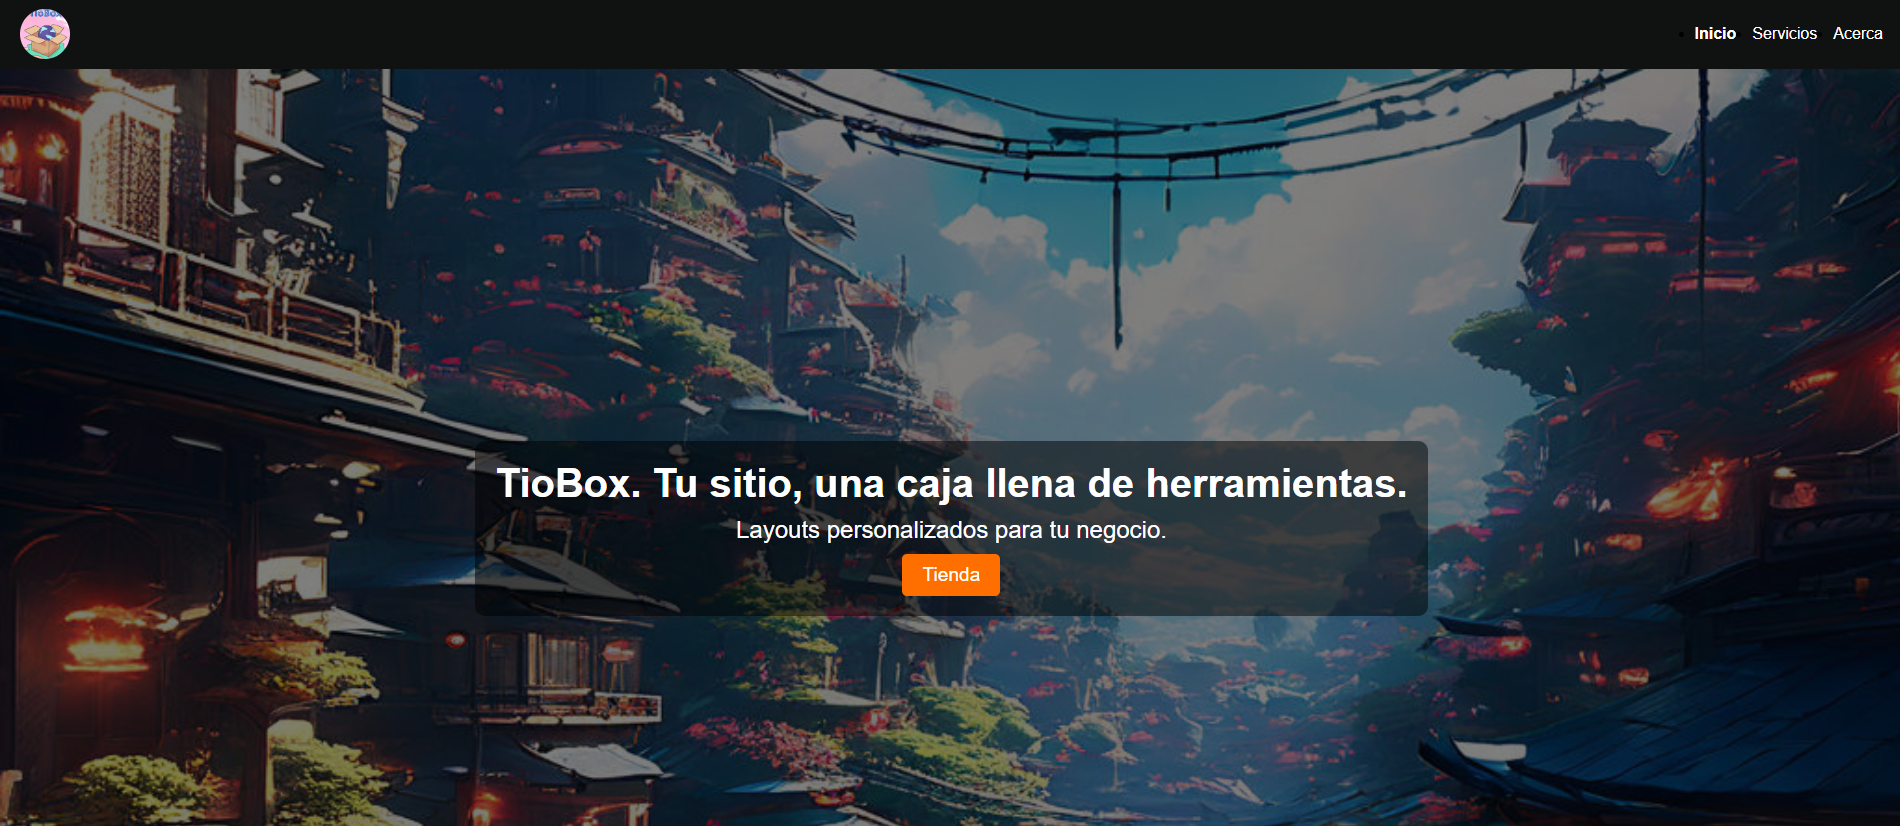 TioBox
Inicio Servicios Acerca
TioBox. Tu sitio, una caja llena de herramientas.
Layouts personalizados para tu negocio.
Tienda